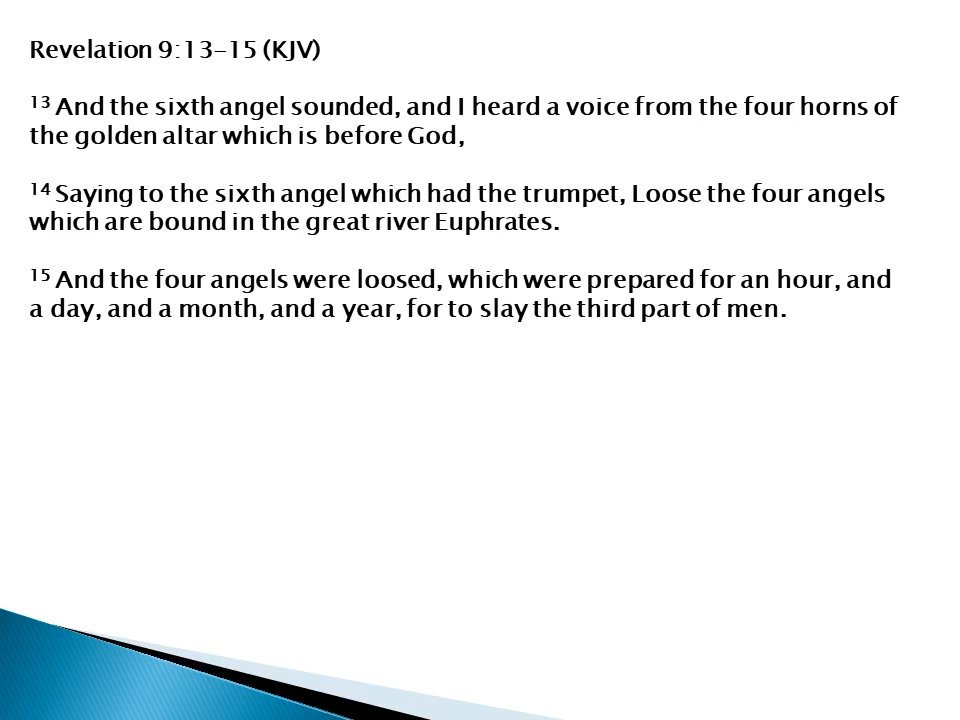 Revelation 9:13-15 (KJV)
13 And the sixth angel sounded, and I heard a voice from the four horns of
the golden altar which is before God,
14 Saying to the sixth angel which had the trumpet, Loose the four angels
which are bound in the great river Euphrates.
15 And the four angels were loosed, which were prepared for an hour, and
a day, and a month, and a year, for to slay the third part of men.